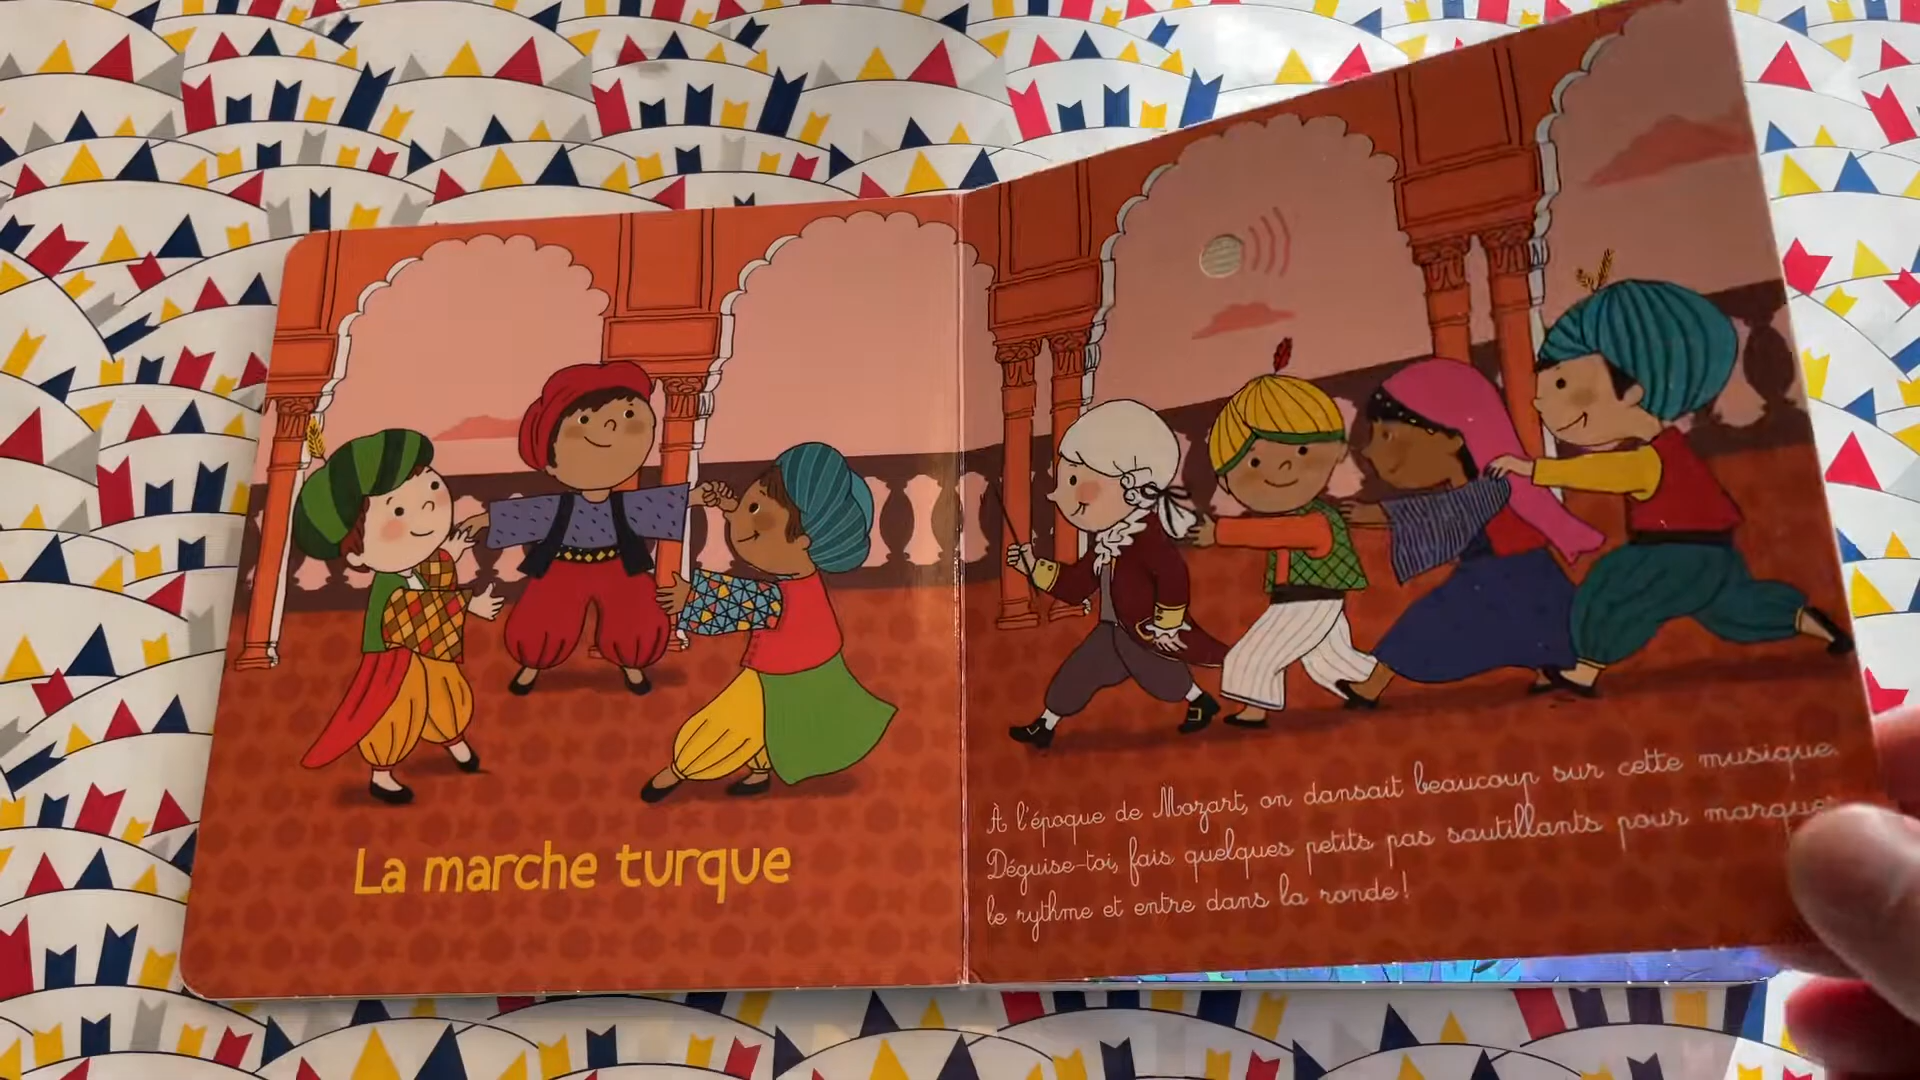 La marche turque
À l'époque de Mozart, on dansait beaucoup sur cette musique.
Déguise-toi, fais quelques petits pas sautillants pour marquer
le rythme et entre dans la ronde !